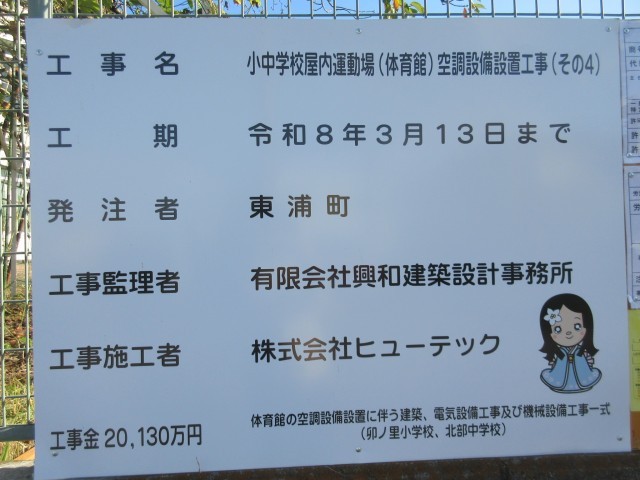 工事名 小中学校屋内運動場(体育館)空調設備設置工事(その4)
工期 令和8年3月13日まで
発注者 東浦町
工事監理者 有限会社興和建築設計事務所
工事施工者 株式会社ヒューテック
工事金20,130万円 体育館の空調設備設置に伴う建築、電気設備工事及び機械設備工事一式
(卯ノ里小学校、北部中学校)